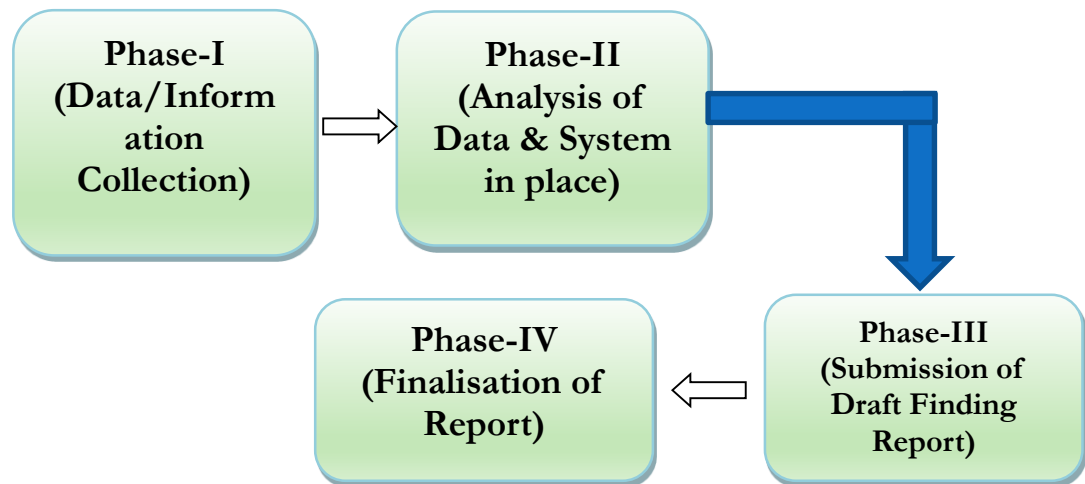 Phase-I
(Data/Inform
ation
Collection)
Phase-II
(Analysis of
Data & System
in place)
Phase-III
(Submission of
Draft Finding
Report)
Phase-IV
(Finalisation of
Report)